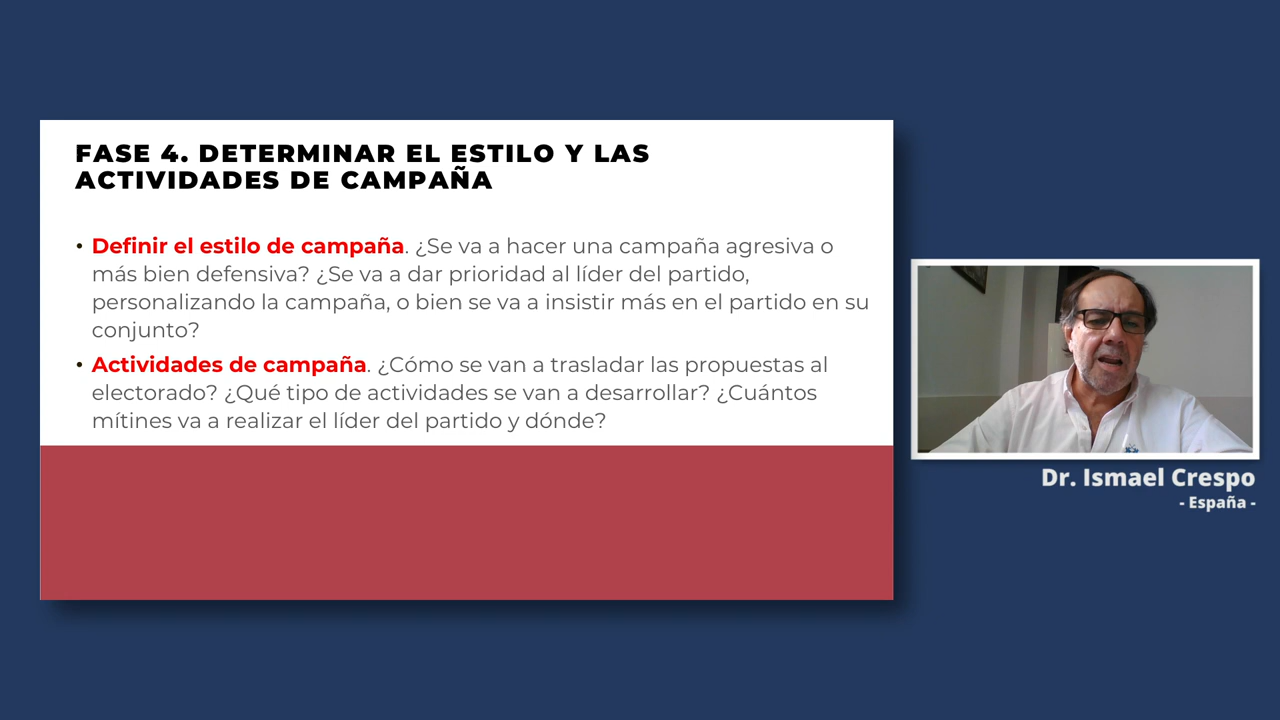 FASE 4. DETERMINAR EL ESTILO Y LAS
ACTIVIDADES DE CAMPAÑA
• Definir el estilo de campaña. ¿Se va a hacer una campaña agresiva o
más bien defensiva? ¿Se va a dar prioridad al líder del partido,
personalizando la campaña, o bien se va a insistir más en el partido en su
conjunto?
• Actividades de campaña. ¿Cómo se van a trasladar las propuestas al
electorado? ¿Qué tipo de actividades se van a desarrollar? ¿Cuántos
mítines va a realizar el líder del partido y dónde?
Dr. Ismael Crespo
- España -